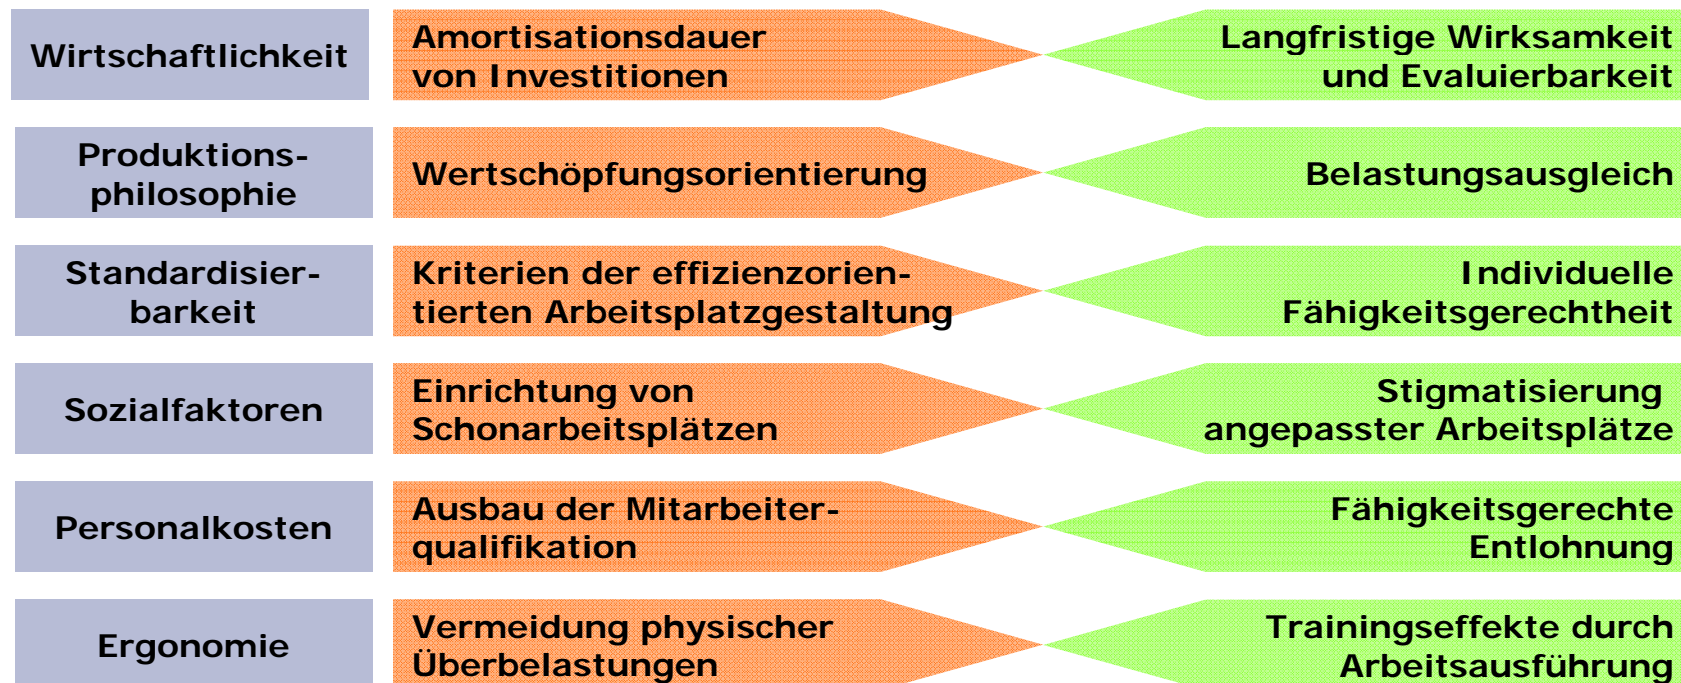 Wirtschaftlichkeit
Amortisationsdauer
von Investitionen
Langfristige Wirksamkeit
und Evaluierbarkeit
Produktions-
philosophie
Wertschöpfungsorientierung
Belastungsausgleich
Standardisier-
barkeit
Kriterien der effizienzorien-
tierten Arbeitsplatzgestaltung
Individuelle
Fähigkeitsgerechtheit
Sozialfaktoren
Einrichtung von
Schonarbeitsplätzen
Stigmatisierung
angepasster Arbeitsplätze
Personalkosten
Ausbau der Mitarbeiter-
qualifikation
Fähigkeitsgerechte
Entlohnung
Ergonomie
Vermeidung physischer
Überbelastungen
Trainingseffekte durch
Arbeitsausführung